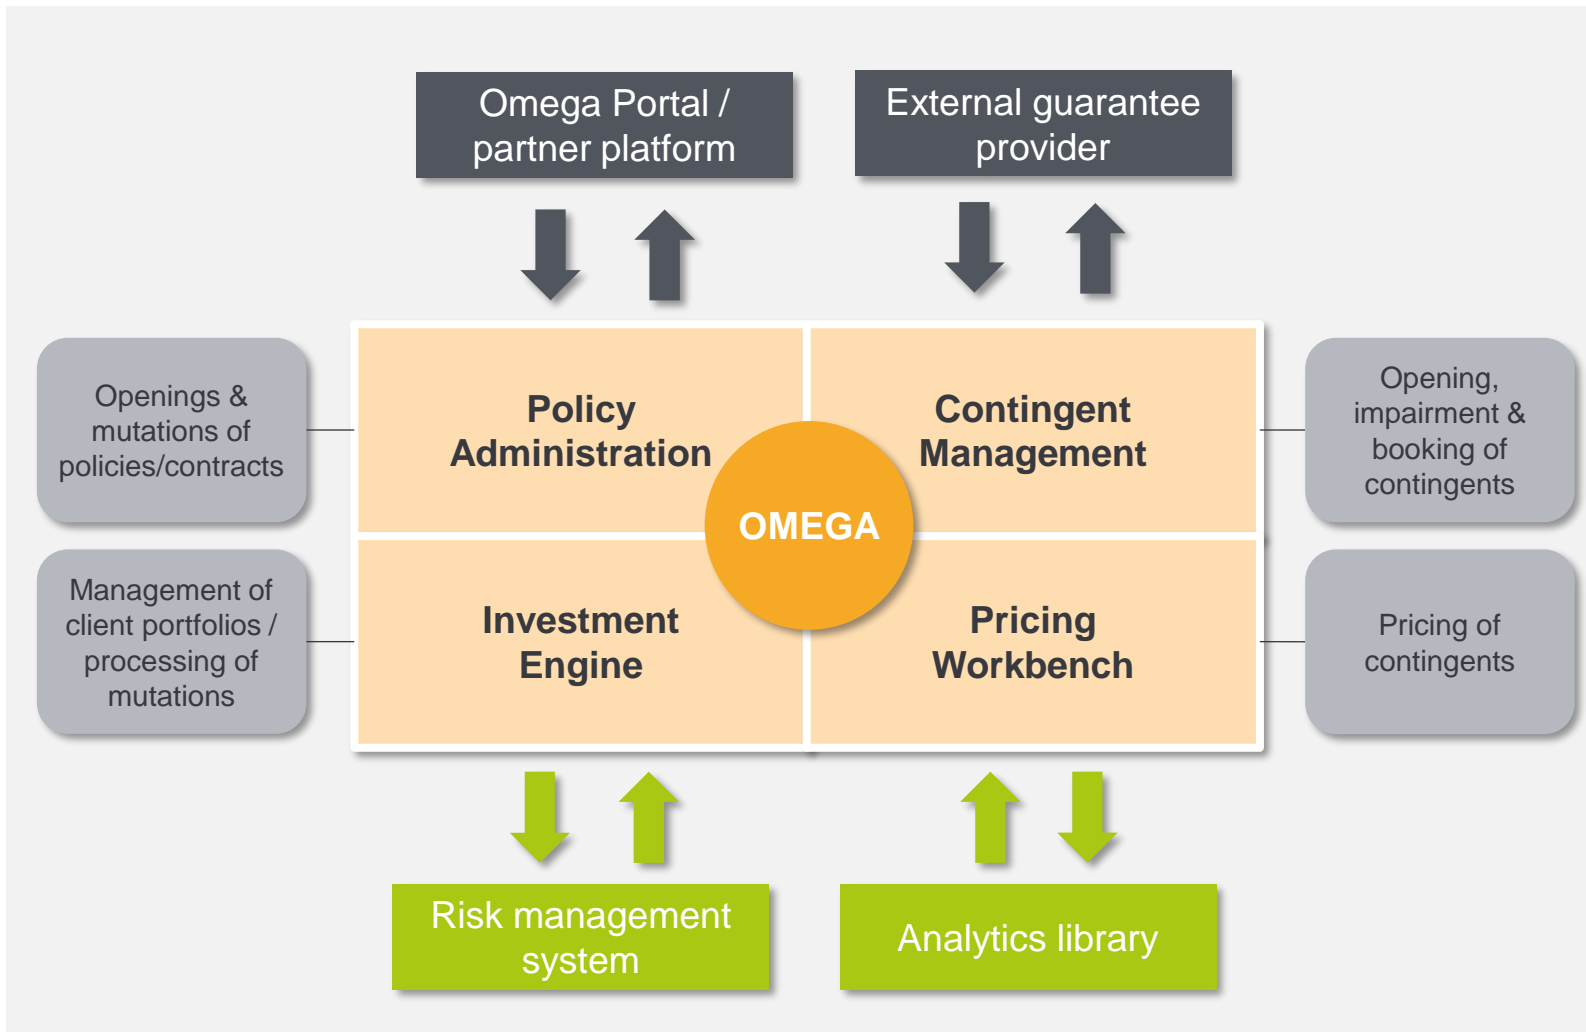 Omega Portal /
partner platform
External guarantee
provider
Openings &
mutations of
policies/contracts
Policy
Administration
Contingent
Management
Opening,
impairment &
booking of
contingents
OMEGA
Management of
client portfolios /
processing of
mutations
Investment
Engine
Pricing
Workbench
Pricing of
contingents
Risk management
system
Analytics library